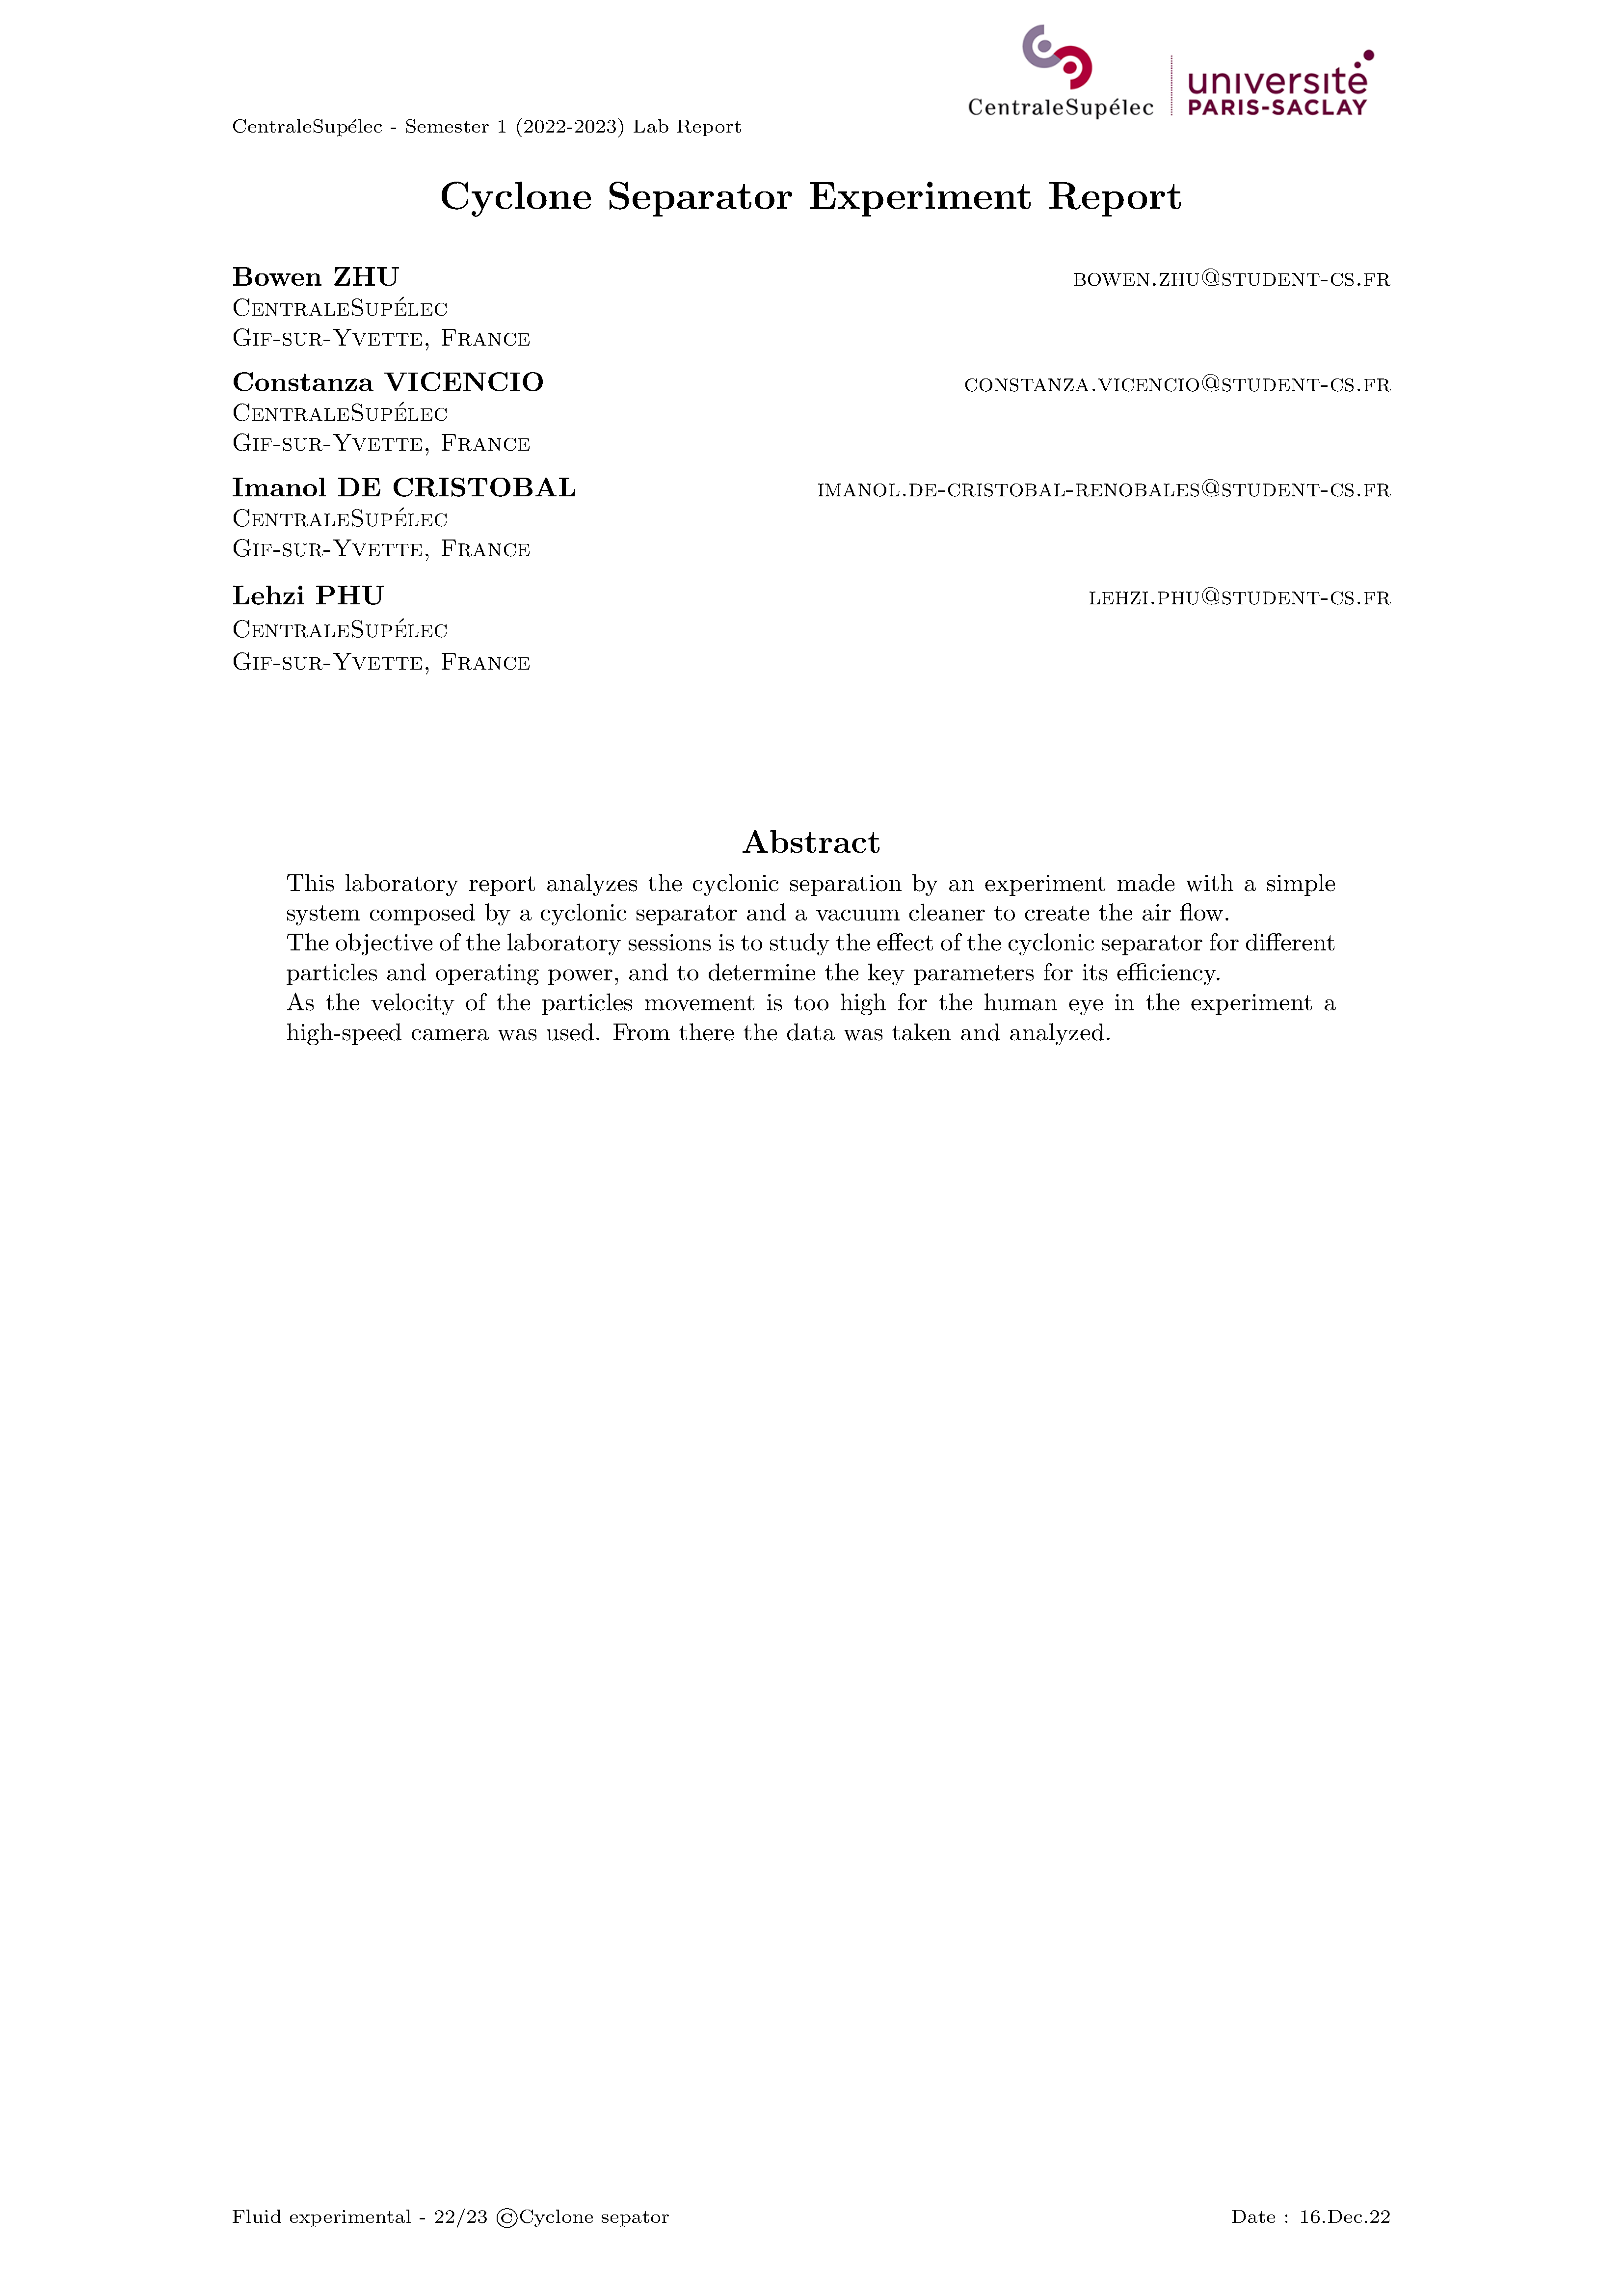 CentraleSupélec
université
PARIS-SACLAY
CentraleSupélec - Semester 1 (2022-2023) Lab Report
Cyclone Separator Experiment Report
Bowen ZHU BOWEN.ZHU@STUDENT-CS.FR
CENTRALESUPÉLEC
GIF-SUR-YVETTE, FRANCE
Constanza VICENCIO CONSTANZA.VICENCIO@STUDENT-CS.FR
CENTRALESUPÉLEC
GIF-SUR-YVETTE, FRANCE
Imanol DE CRISTOBAL IMANOL.DE-CRISTOBAL-RENOBALES@STUDENT-CS.FR
CENTRALESUPÉLEC
GIF-SUR-YVETTE, FRANCE
Lehzi PHU LEHZI.PHU@STUDENT-CS.FR
CENTRALESUPÉLEC
GIF-SUR-YVETTE, FRANCE
Abstract
This laboratory report analyzes the cyclonic separation by an experiment made with a simple
system composed by a cyclonic separator and a vacuum cleaner to create the air flow.
The objective of the laboratory sessions is to study the effect of the cyclonic separator for different
particles and operating power, and to determine the key parameters for its efficiency.
As the velocity of the particles movement is too high for the human eye in the experiment a
high-speed camera was used. From there the data was taken and analyzed.
Fluid experimental - 22/23 ©Cyclone sepator Date : 16.Dec.22